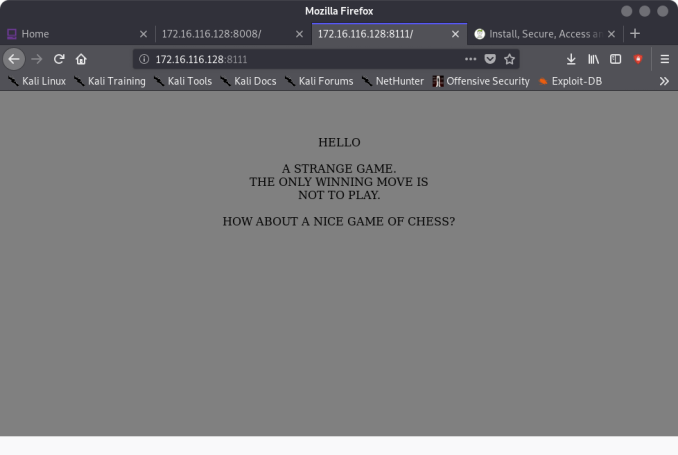 Mozilla Firefox
Home
172.16.116.128:8008/
172.16.116.128:8111/
Install, Secure, Access ar
172.16.116.128:8111
Kali Linux Kali Training Kali Tools Kali Docs Kali Forums NetHunter Offensive Security Exploit-DB
HELLO
A STRANGE GAME.
THE ONLY WINNING MOVE IS
NOT TO PLAY.
HOW ABOUT A NICE GAME OF CHESS?